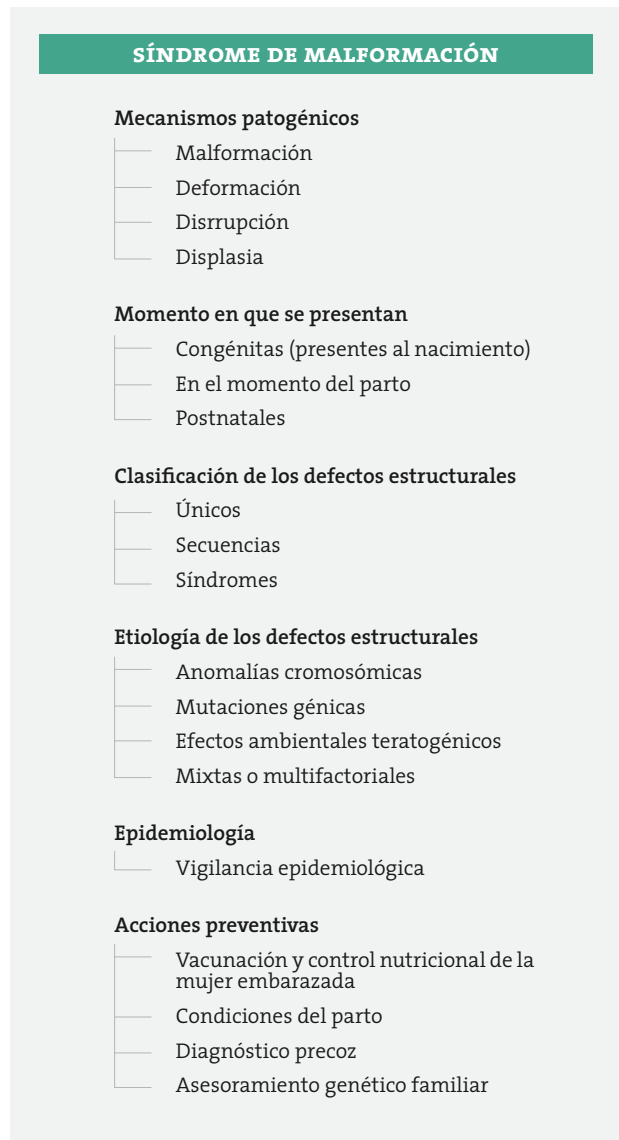 SÍNDROME DE MALFORMACIÓN
Mecanismos patogénicos
Malformación
Deformación
Disrrupción
Displasia
Momento en que se presentan
Congénitas (presentes al nacimiento)
En el momento del parto
Postnatales
Clasificación de los defectos estructurales
Únicos
Secuencias
Síndromes
Etiología de los defectos estructurales
Anomalías cromosómicas
Mutaciones génicas
Efectos ambientales teratogénicos
Mixtas o multifactoriales
Epidemiología
Vigilancia epidemiológica
Acciones preventivas
Vacunación y control nutricional de la
mujer embarazada
Condiciones del parto
Diagnóstico precoz
Asesoramiento genético familiar